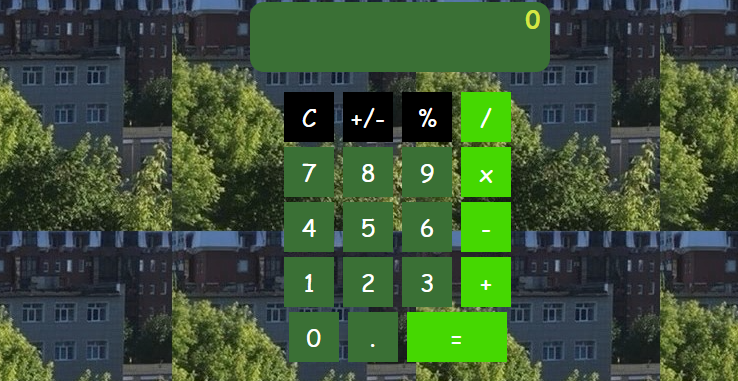 0
C +/- % /
7 8 9 x
4 5 6 -
1 2 3 +
0 . =